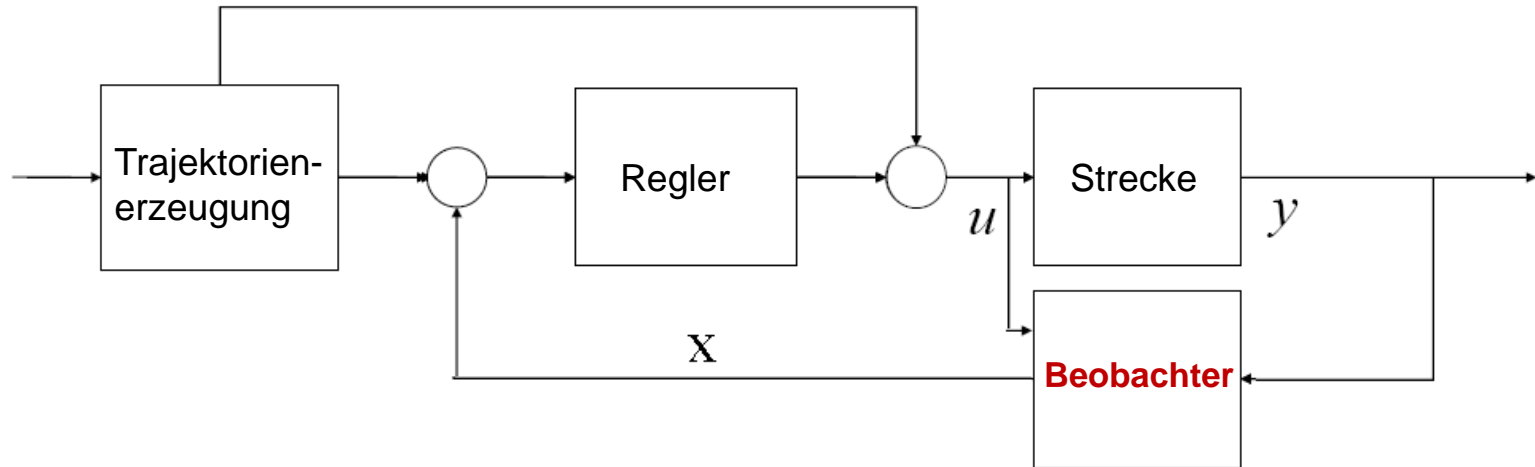 Trajektorien-
erzeugung
Regler
Strecke
u
y
x
Beobachter